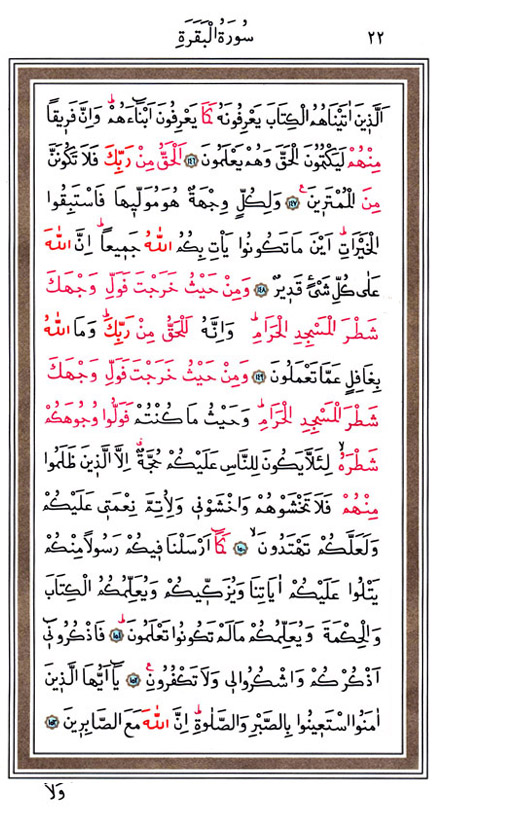 سُورَةُ الْبَقَرَةِ ٢٢
اَلَّذٖينَ اٰتَيْنَاهُمُ الْكِتَابَ يَعْرِفُونَهُ كَمَا يَعْرِفُونَ اَبْنَٓاءَهُمْؕ وَاِنَّ فَرٖيقًا
مِنْهُمْ لَيَكْتُمُونَ الْحَقَّ وَهُمْ يَعْلَمُونَ ﴿١٤٦﴾ اَلْحَقُّ مِنْ رَبِّكَ فَلَا تَكُونَنَّ
مِنَ الْمُمْتَرٖينَؑ ﴿١٤٧﴾ وَلِكُلٍّ وِجْهَةٌ هُوَ مُوَلّٖيهَا فَاسْتَبِقُوا
الْخَيْرَاتِؕ اَيْنَ مَا تَكُونُوا يَأْتِ بِكُمُ اللّٰهُ جَمٖيعًاؕ اِنَّ اللّٰهَ
عَلٰى كُلِّ شَيْءٍ قَدٖيرٌ ﴿١٤٨﴾ وَمِنْ حَيْثُ خَرَجْتَ فَوَلِّ وَجْهَكَ
شَطْرَ الْمَسْجِدِ الْحَرَامِؕ وَاِنَّهُ لَلْحَقُّ مِنْ رَبِّكَؕ وَمَا اللّٰهُ
بِغَافِلٍ عَمَّا تَعْمَلُونَ ﴿١٤٩﴾ وَمِنْ حَيْثُ خَرَجْتَ فَوَلِّ وَجْهَكَ
شَطْرَ الْمَسْجِدِ الْحَرَامِؕ وَحَيْثُ مَا كُنْتُمْ فَوَلُّوا وُجُوهَكُمْ
شَطْرَهُۙ لِئَلَّا يَكُونَ لِلنَّاسِ عَلَيْكُمْ حُجَّةٌۗ اِلَّا الَّذٖينَ ظَلَمُوا
مِنْهُمْ فَلَا تَخْشَوْهُمْ وَاخْشَوْنٖي وَلِاُتِمَّ نِعْمَتٖي عَلَيْكُمْ
وَلَعَلَّكُمْ تَهْتَدُونَۙ ﴿١٥٠﴾ كَمَٓا اَرْسَلْنَا فٖيكُمْ رَسُولًا مِنْكُمْ
يَتْلُوا عَلَيْكُمْ اٰيَاتِنَا وَيُزَكّٖيكُمْ وَيُعَلِّمُكُمُ الْكِتَابَ
وَالْحِكْمَةَ وَيُعَلِّمُكُمْ مَا لَمْ تَكُونُوا تَعْلَمُونَؕ ﴿١٥١﴾ فَاذْكُرُونٖٓي
اَذْكُرْكُمْ وَاشْكُرُوا لٖي وَلَا تَكْفُرُونِؑ ﴿١٥٢﴾ يَٓا اَيُّهَا الَّذٖينَ
اٰمَنُوا اسْتَعٖينُوا بِالصَّبْرِ وَالصَّلٰوةِؕ اِنَّ اللّٰهَ مَعَ الصَّابِرٖينَ ﴿١٥٣﴾
وَلَا